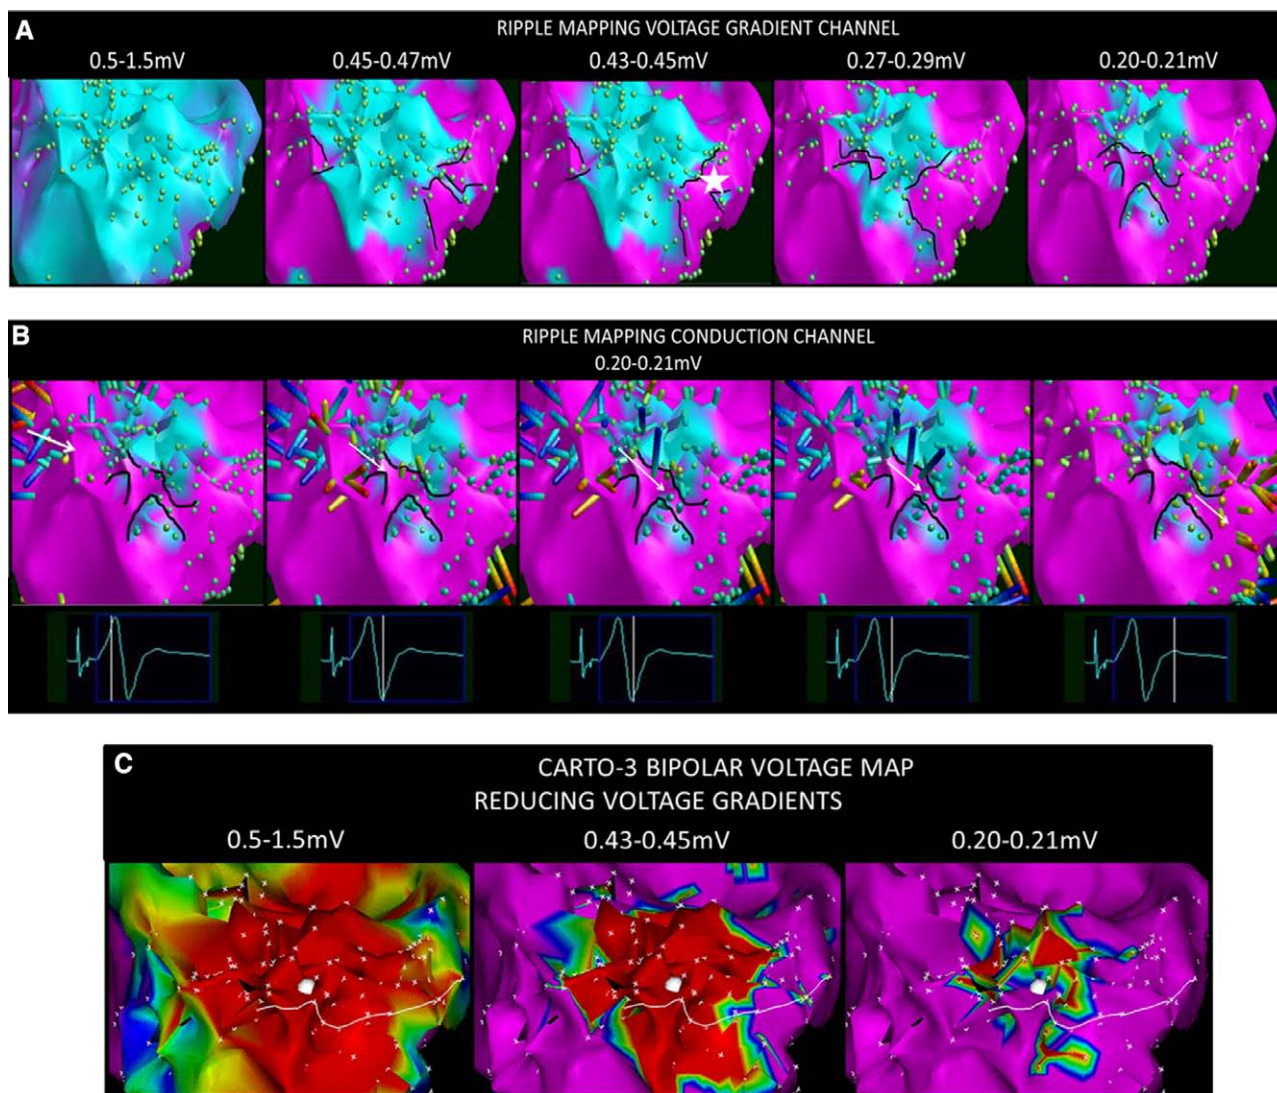 A
RIPPLE MAPPING VOLTAGE GRADIENT CHANNEL
0.5-1.5mV 0.45-0.47mV 0.43-0.45mV 0.27-0.29mV 0.20-0.21mV
B
RIPPLE MAPPING CONDUCTION CHANNEL
0.20-0.21mV
C
CARTO-3 BIPOLAR VOLTAGE MAP
REDUCING VOLTAGE GRADIENTS
0.5-1.5mV 0.43-0.45mV 0.20-0.21mV